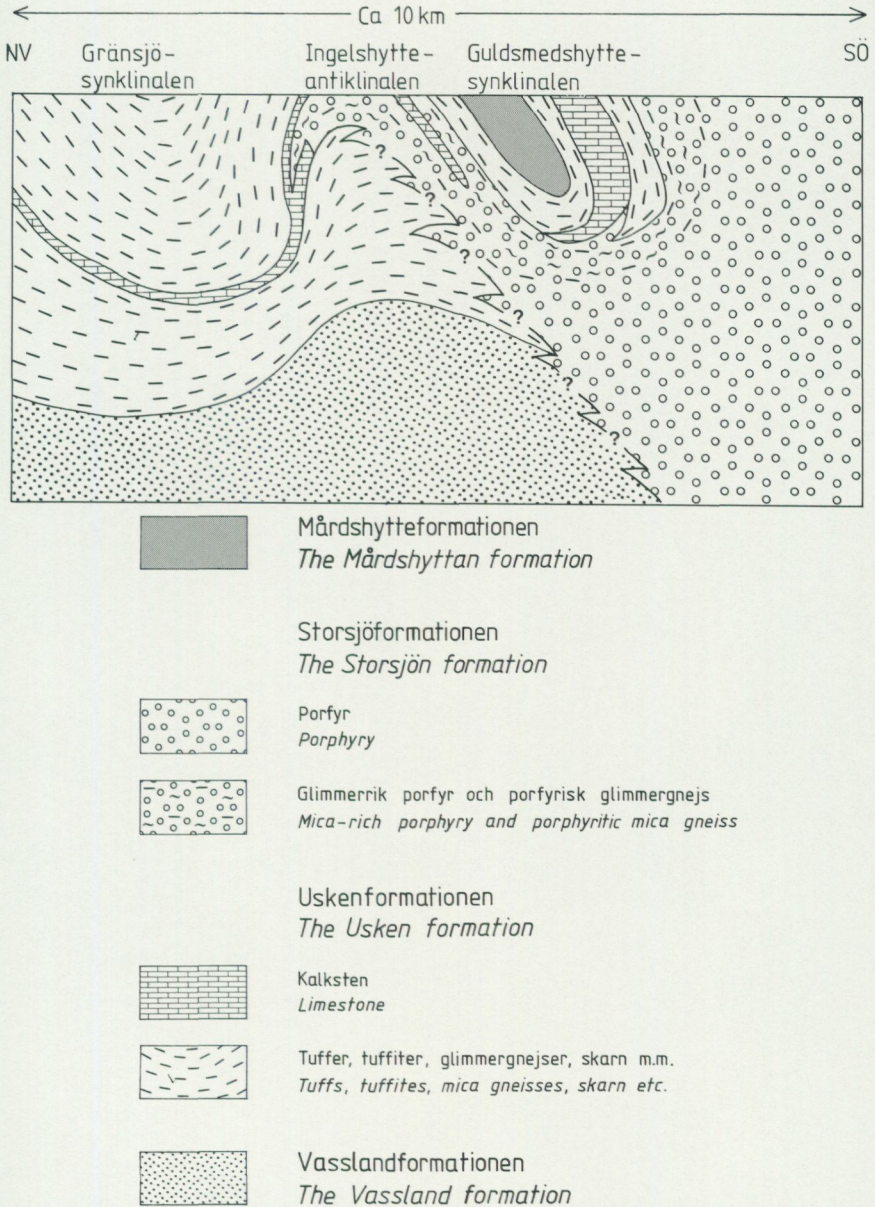 Ca 10 km
NV
Gränsjö-
synklinalen
Ingelshytte-
antiklinalen
Guldsmedshytte-
synklinalen
SÖ
?
?
?
?
?
?
?
Mårdshytteformationen
The Mårdshyttan formation
Storsjöformationen
The Storsjön formation
Porfyr
Porphyry
Glimmerrik porfyr och porfyrisk glimmergnejs
Mica-rich porphyry and porphyritic mica gneiss
Uskenformationen
The Usken formation
Kalksten
Limestone
Tuffer, tuffiter, glimmergnejser, skarn m.m.
Tuffs, tuffites, mica gneisses, skarn etc.
Vasslandformationen
The Vassland formation